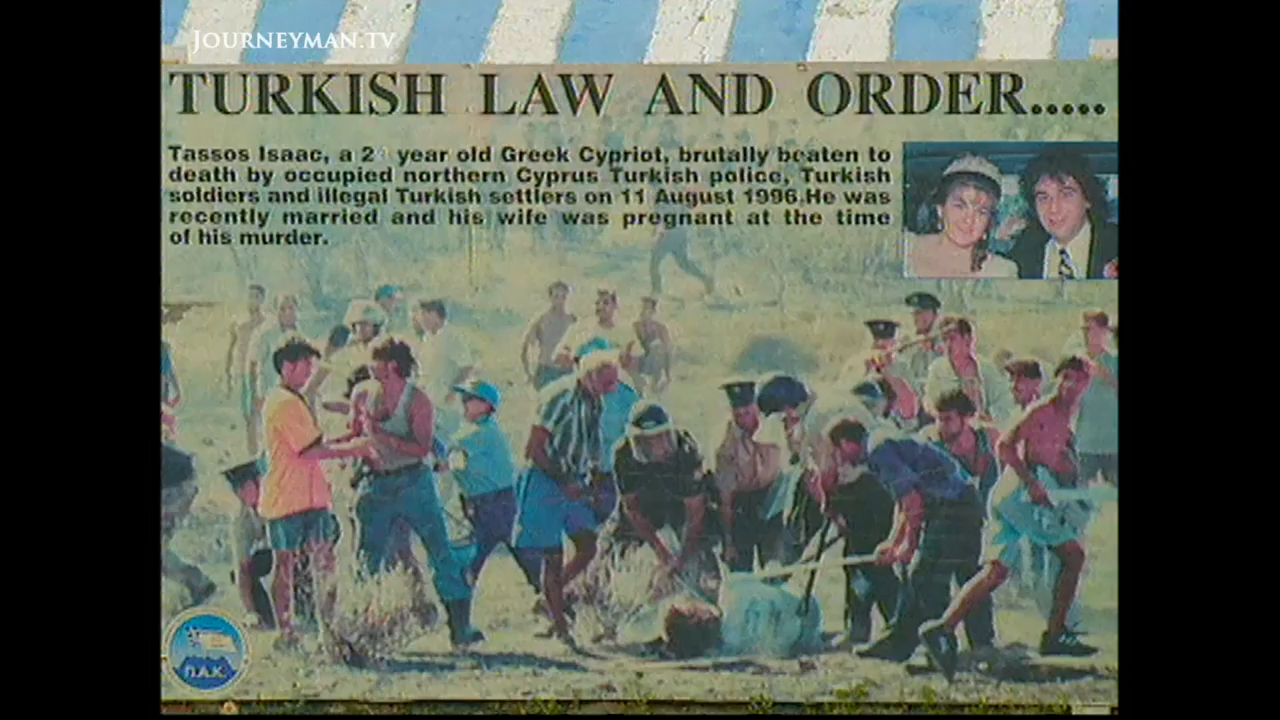 JOURNEYMAN.TV
TURKISH LAW AND ORDER.....
Tassos Isaac, a 2 year old Greek Cypriot, brutally beaten to
death by occupied northern Cyprus Turkish police, Turkish
soldiers and illegal Turkish settlers on 11 August 1996.He was
recently married and his wife was pregnant at the time
of his murder.
Π.Α.Κ.